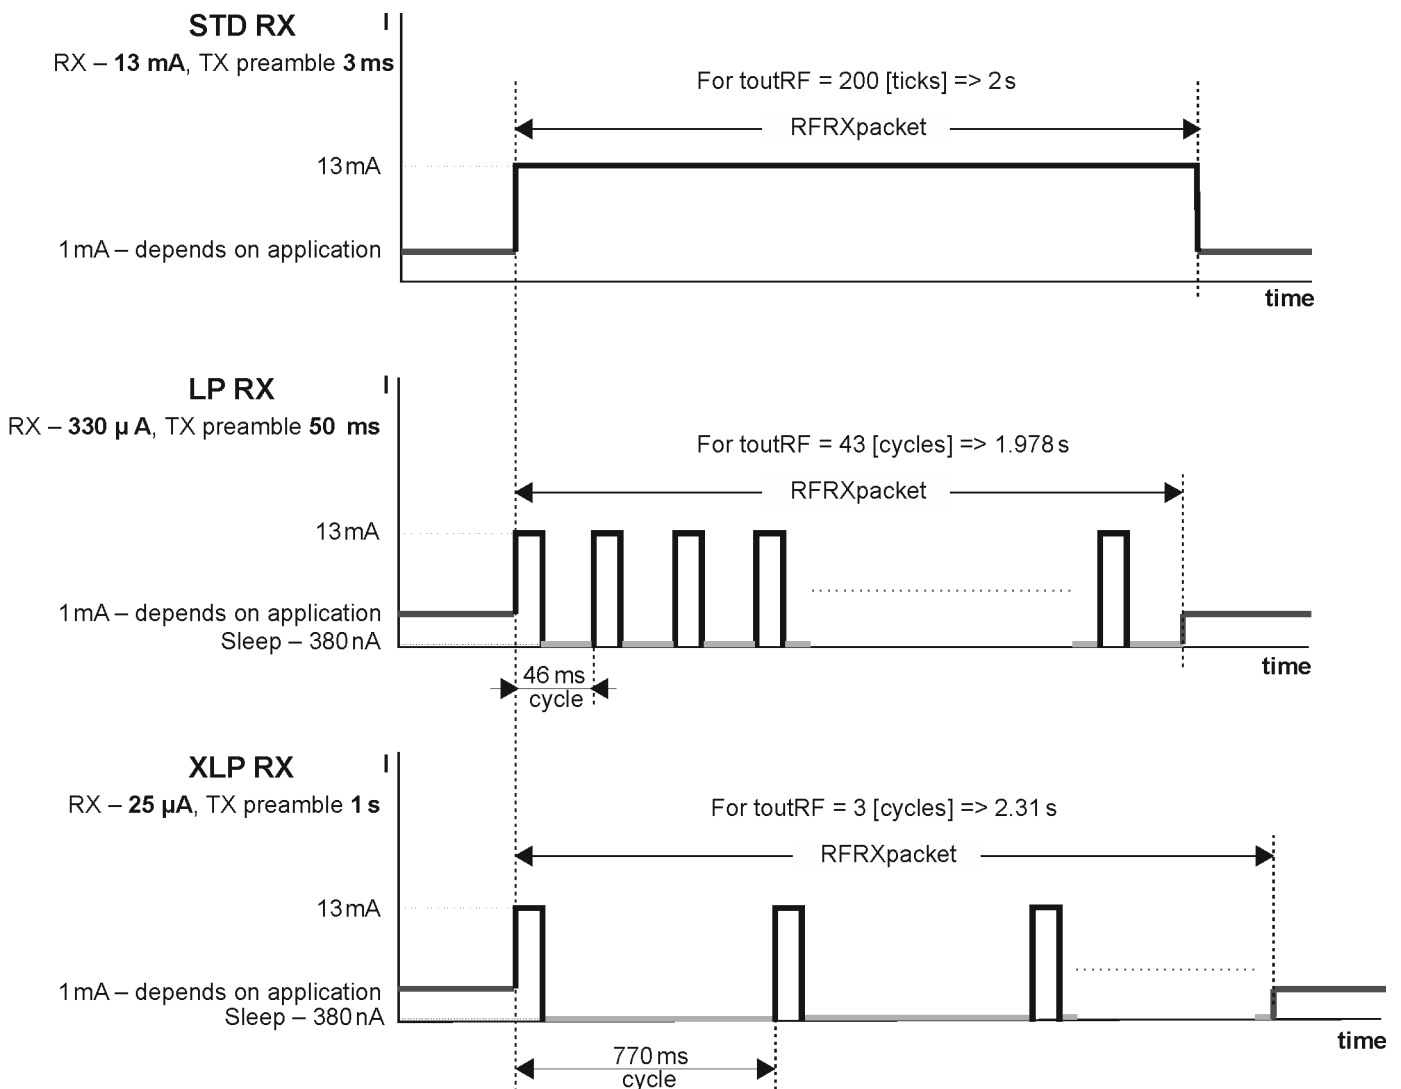 STD RX
I
RX – 13 mA, TX preamble 3 ms
For toutRF = 200 [ticks] => 2 s
RFRXpacket
13 mA
1 mA – depends on application
time
LP RX
I
RX – 330 µ A, TX preamble 50 ms
For toutRF = 43 [cycles] => 1.978 s
RFRXpacket
13 mA
1 mA – depends on application
Sleep – 380 nA
time
46 ms
cycle
XLP RX
I
RX – 25 µA, TX preamble 1 s
For toutRF = 3 [cycles] => 2.31 s
RFRXpacket
13 mA
1 mA – depends on application
Sleep – 380 nA
time
770 ms
cycle